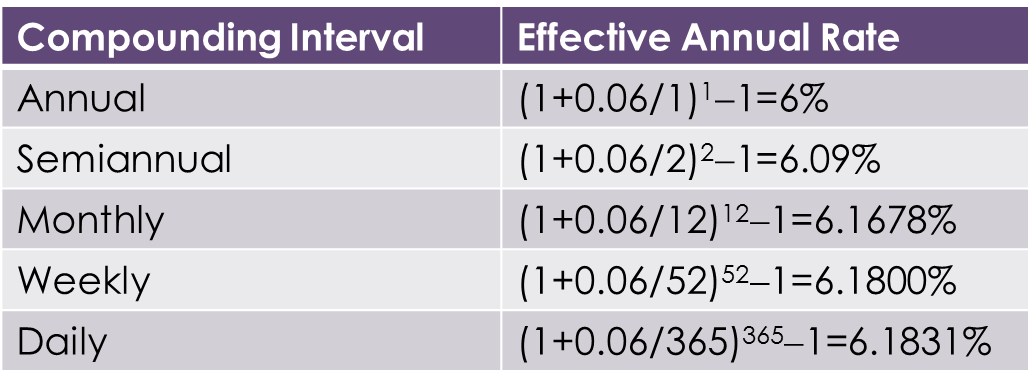 Compounding Interval Effective Annual Rate
Annual (1+0.06/1)¹–1=6%
Semiannual (1+0.06/2)²–1=6.09%
Monthly (1+0.06/12)¹²–1=6.1678%
Weekly (1+0.06/52)⁵²–1=6.1800%
Daily (1+0.06/365)³⁶⁵–1=6.1831%